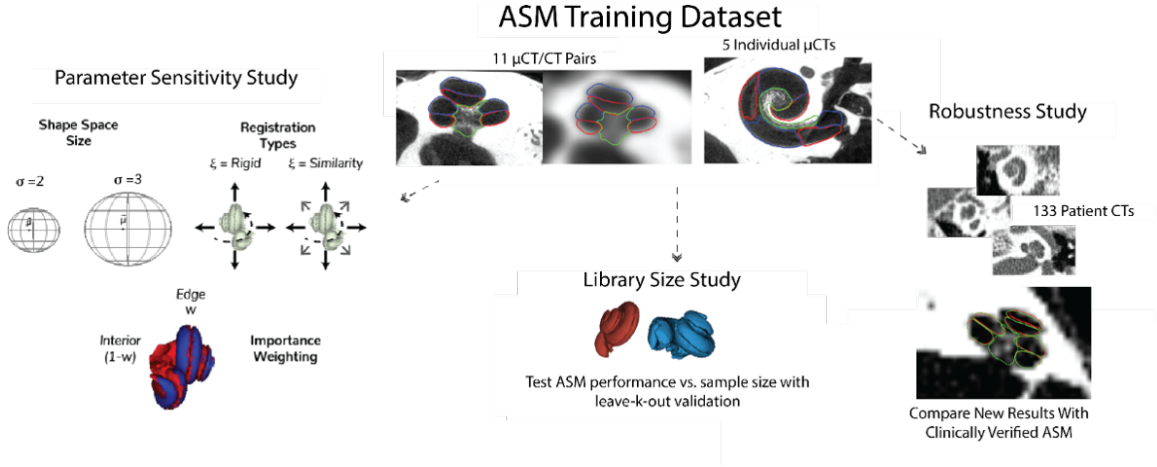 ASM Training Dataset
11 μCT/CT Pairs
5 Individual μCTs
Parameter Sensitivity Study
Shape Space
Size
σ =2
σ =3
μ̄
Registration
Types
ξ = Rigid
ξ = Similarity
Edge
w
Interior
(1-w)
Importance
Weighting
Library Size Study
Test ASM performance vs. sample size with
leave-k-out validation
Robustness Study
133 Patient CTs
Compare New Results With
Clinically Verified ASM